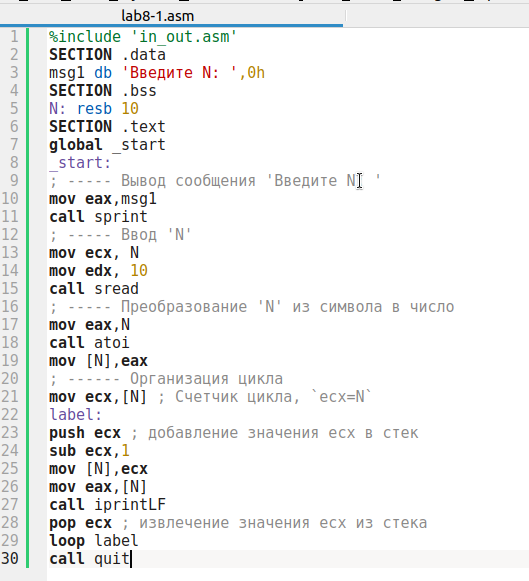 lab8-1.asm
1 %include 'in_out.asm'
2 SECTION .data
3 msg1 db 'Введите N: ',0h
4 SECTION .bss
5 N: resb 10
6 SECTION .text
7 global _start
8 _start:
9 ; ----- Вывод сообщения 'Введите N: '
10 mov eax,msg1
11 call sprint
12 ; ----- Ввод 'N'
13 mov ecx, N
14 mov edx, 10
15 call sread
16 ; ----- Преобразование 'N' из символа в число
17 mov eax,N
18 call atoi
19 mov [N],eax
20 ; ------ Организация цикла
21 mov ecx,[N] ; Счетчик цикла, `ecx=N`
22 label:
23 push ecx ; добавление значения ecx в стек
24 sub ecx,1
25 mov [N],ecx
26 mov eax,[N]
27 call iprintLF
28 pop ecx ; извлечение значения ecx из стека
29 loop label
30 call quit